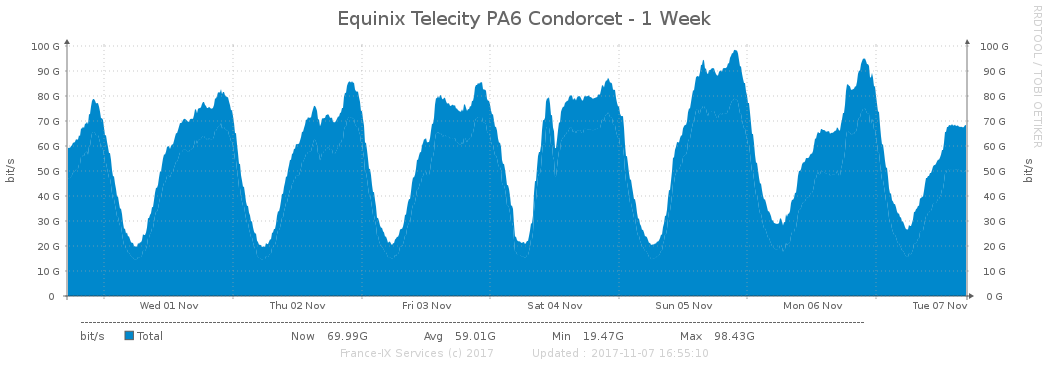 Equinix Telecity PA6 Condorcet - 1 Week
RRDTOOL / TOBI OETIKER
100 G 100 G
90 G 90 G
80 G 80 G
70 G 70 G
60 G 60 G
50 G 50 G
40 G 40 G
30 G 30 G
20 G 20 G
10 G 10 G
0 0 G
bit/s
bit/s
Wed 01 Nov Thu 02 Nov Fri 03 Nov Sat 04 Nov Sun 05 Nov Mon 06 Nov Tue 07 Nov
bit/s Total Now 69.99G Avg 59.01G Min 19.47G Max 98.43G
France-IX Services (c) 2017 Updated : 2017-11-07 16:55:10